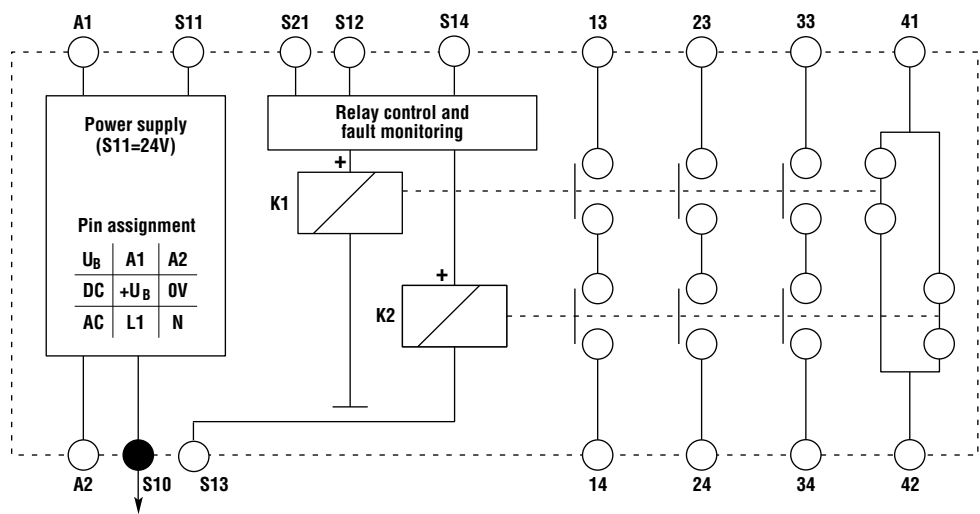 A1 S11 S21 S12 S14 13 23 33 41
Power supply
(S11=24V)
Relay control and
fault monitoring
+
K1
Pin assignment
UB A1 A2
DC +UB 0V
AC L1 N
+
K2
A2 S10 S13 14 24 34 42